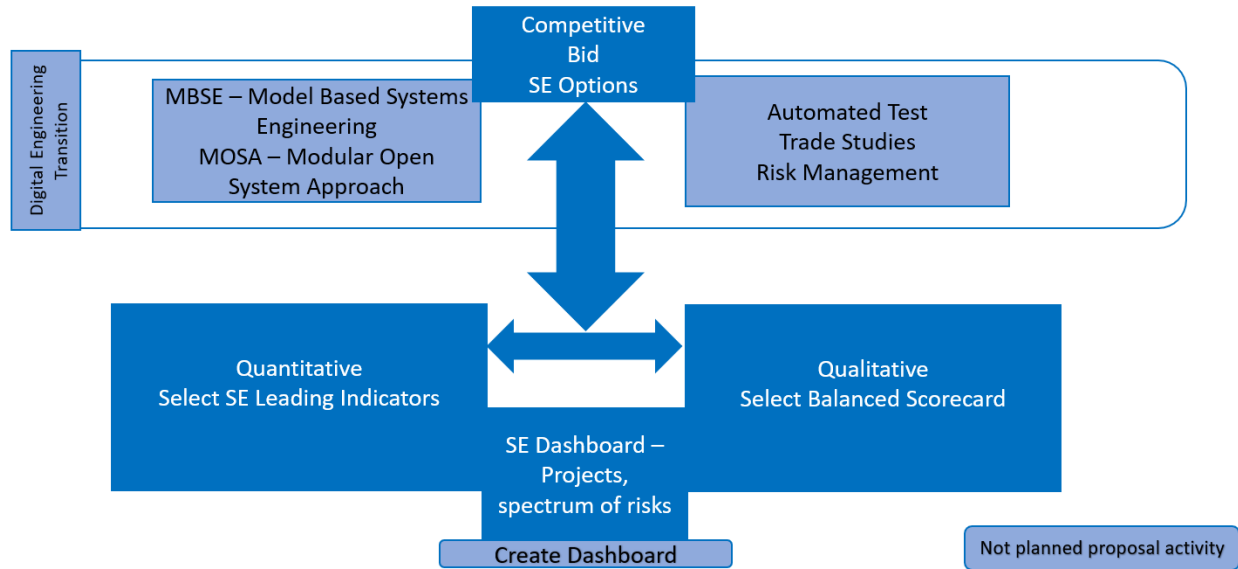 Competitive
Bid
SE Options
Digital Engineering
Transition
MBSE – Model Based Systems
Engineering
MOSA – Modular Open
System Approach
Automated Test
Trade Studies
Risk Management
Quantitative
Select SE Leading Indicators
Qualitative
Select Balanced Scorecard
SE Dashboard –
Projects,
spectrum of risks
Create Dashboard
Not planned proposal activity